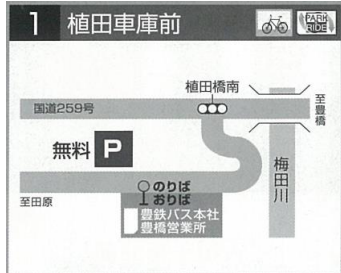 1 植田車庫前
PARK
RIDE
植田橋南
国道259号
至豊橋
無料 P
梅田川
のりば
おりば
至田原
豊鉄バス本社
豊橋営業所